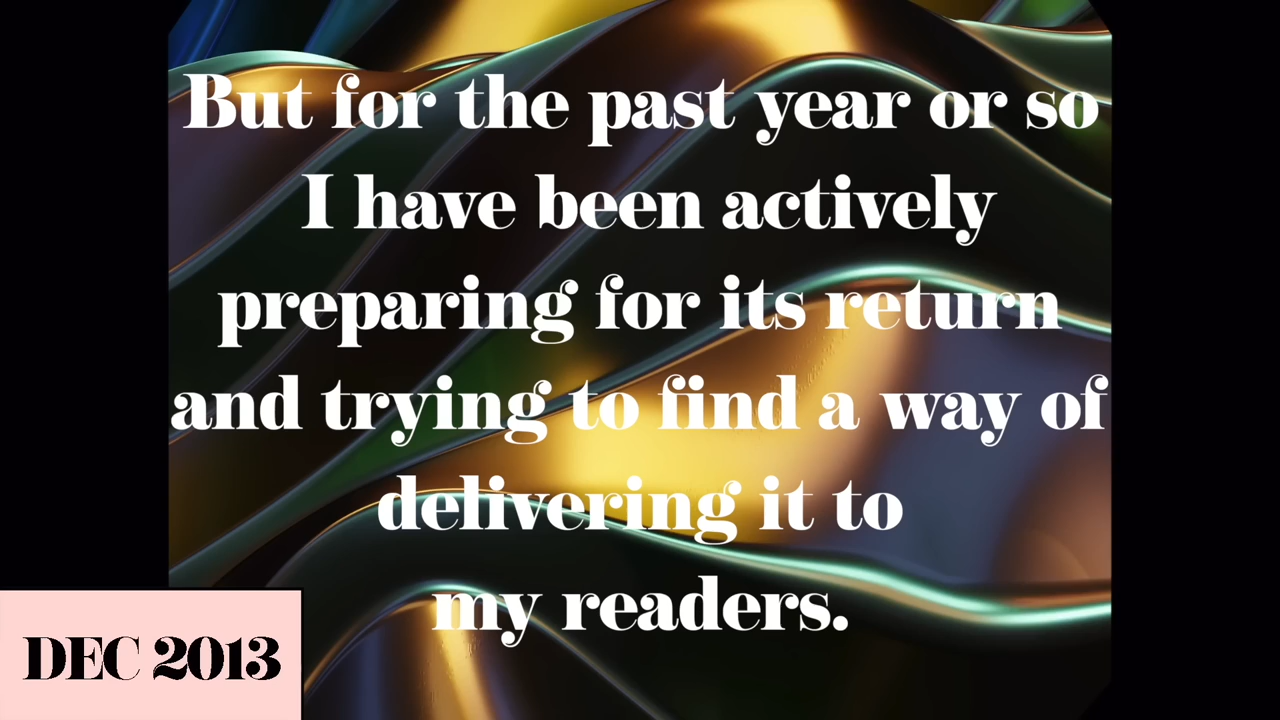 But for the past year or so
I have been actively
preparing for its return
and trying to find a way of
delivering it to
my readers.
DEC 2013